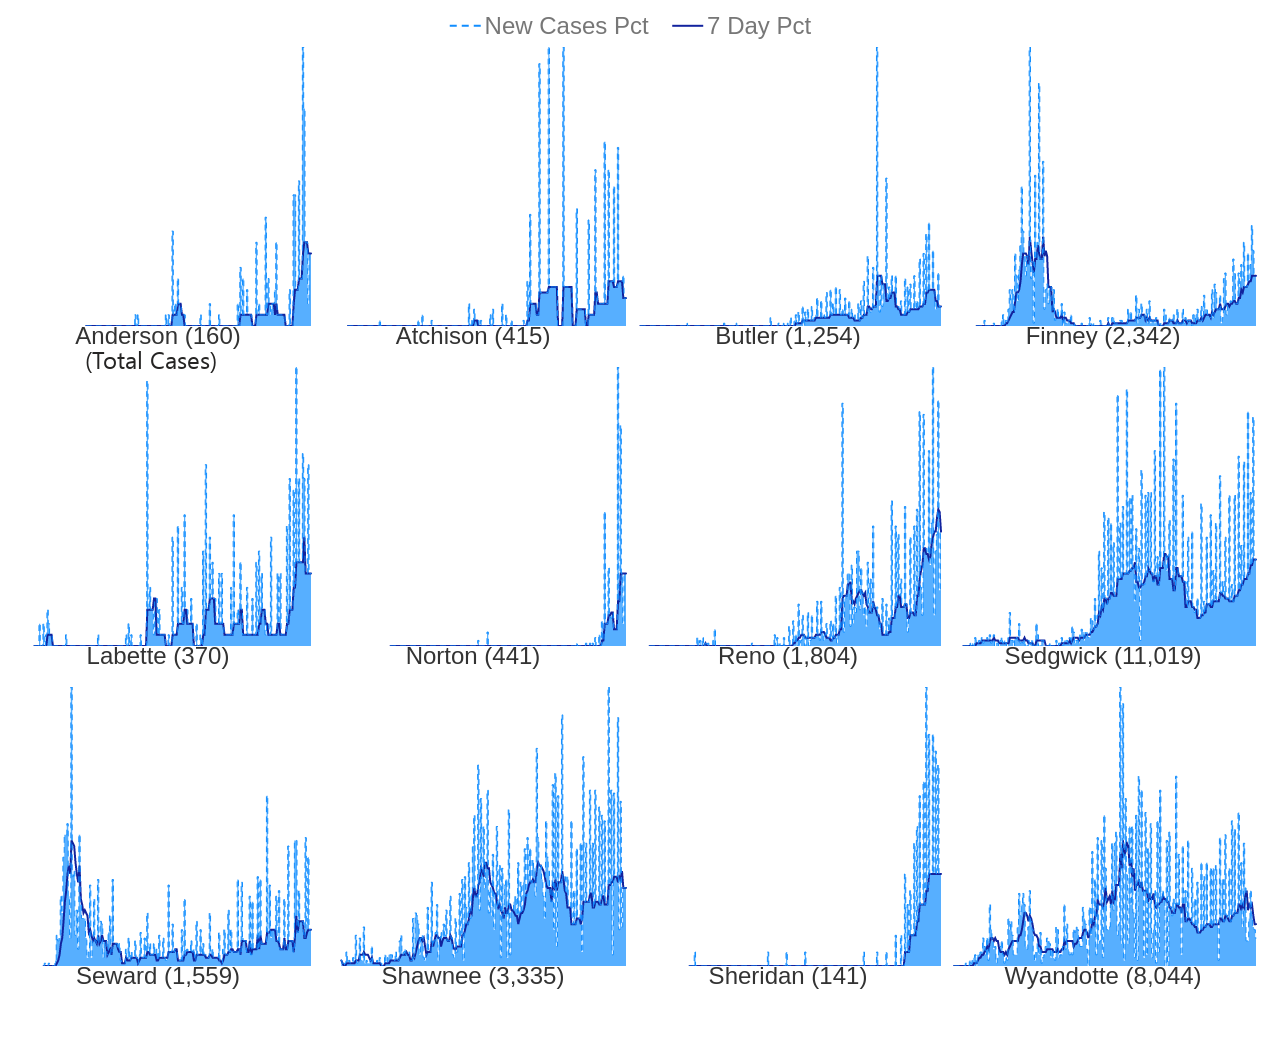 New Cases Pct 7 Day Pct
Anderson (160) Atchison (415) Butler (1,254) Finney (2,342)
(Total Cases)
Labette (370) Norton (441) Reno (1,804) Sedgwick (11,019)
Seward (1,559) Shawnee (3,335) Sheridan (141) Wyandotte (8,044)